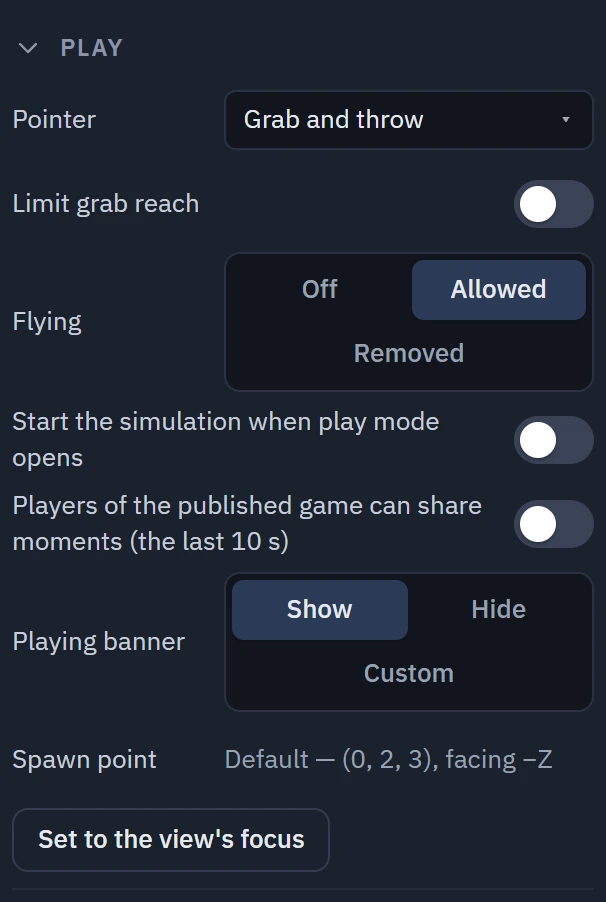 PLAY
Pointer
Grab and throw
Limit grab reach
Flying
Off
Allowed
Removed
Start the simulation when play mode
opens
Players of the published game can share
moments (the last 10 s)
Playing banner
Show
Hide
Custom
Spawn point
Default — (0, 2, 3), facing −Z
Set to the view's focus